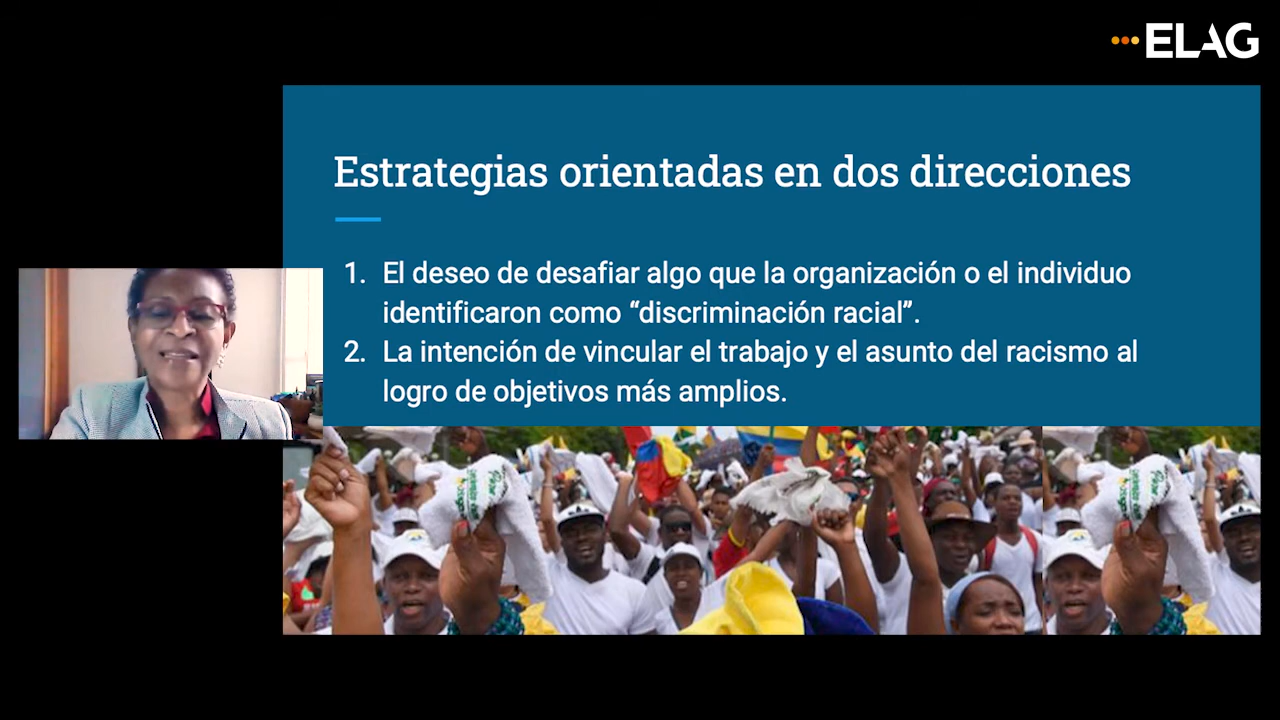 ELAG
Estrategias orientadas en dos direcciones
1. El deseo de desafiar algo que la organización o el individuo
identificaron como “discriminación racial”.
2. La intención de vincular el trabajo y el asunto del racismo al
logro de objetivos más amplios.